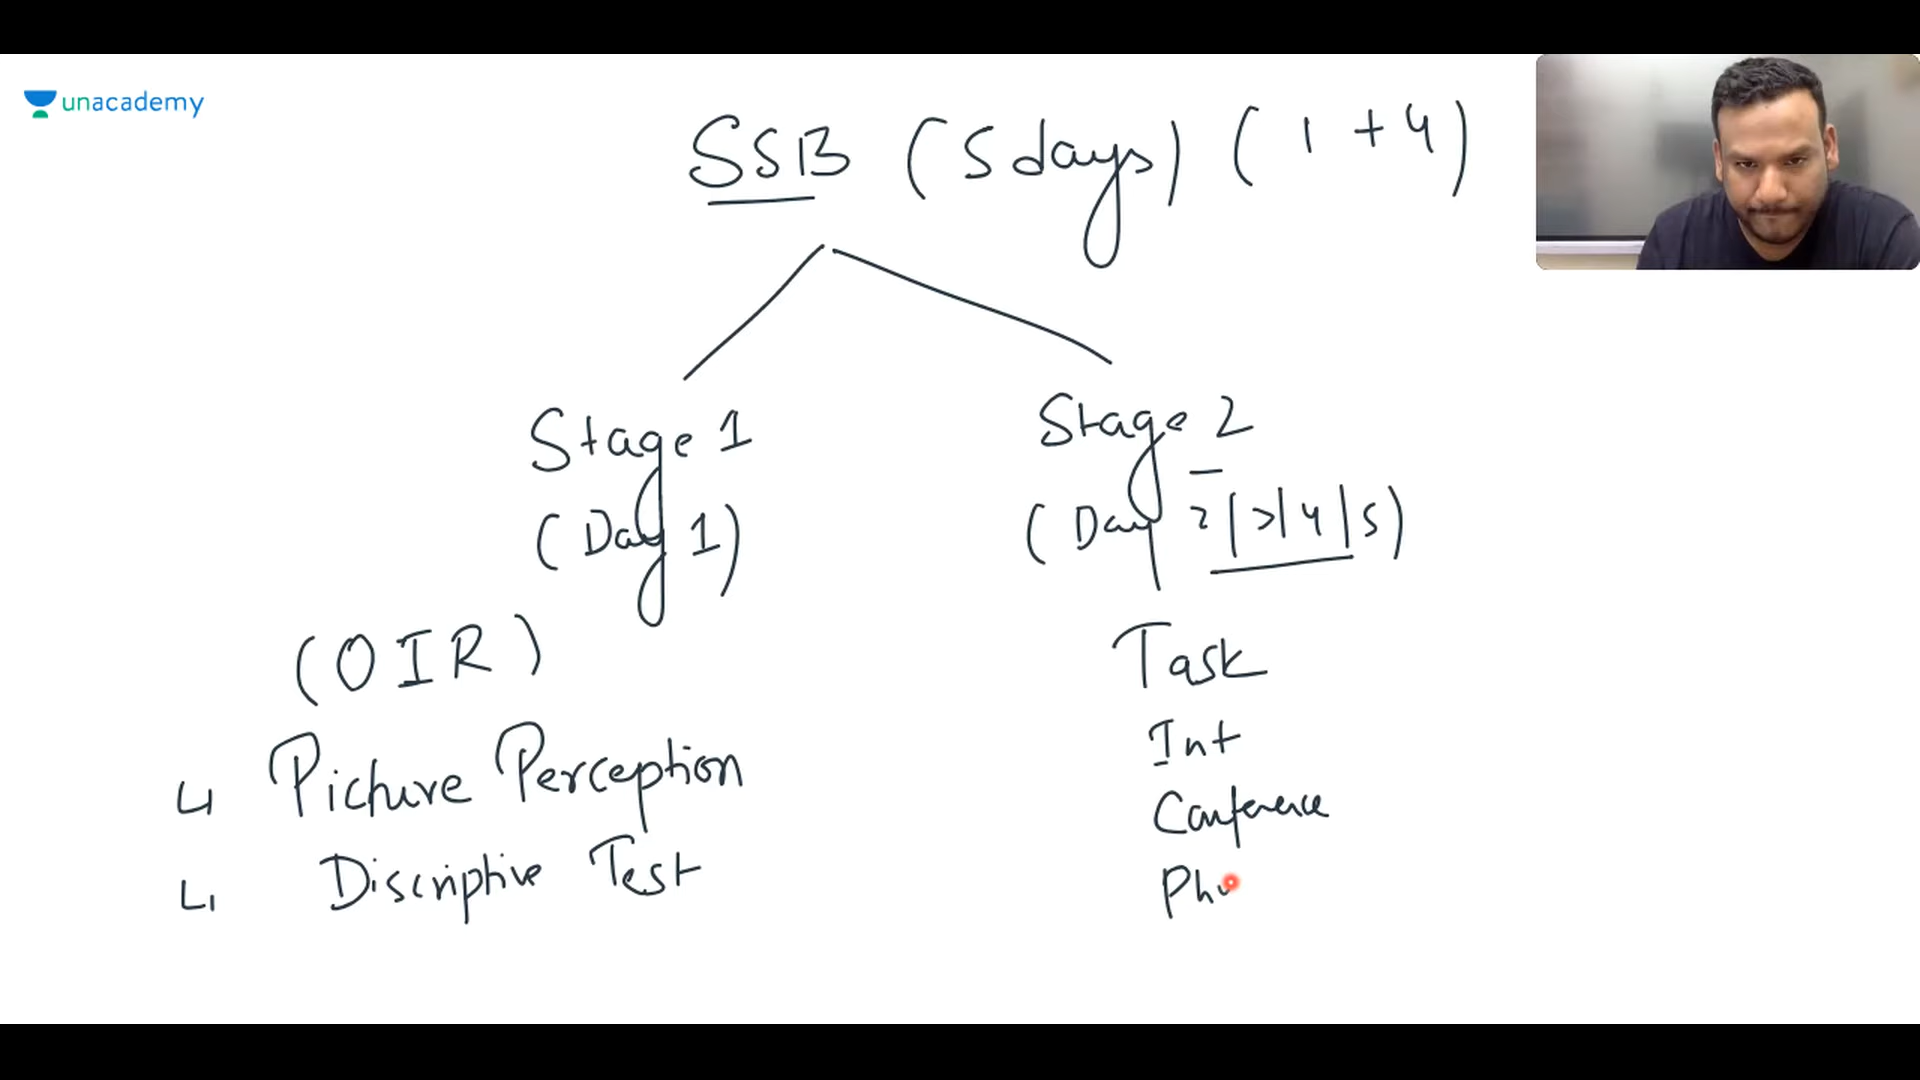 unacademy
SSB (5 days) (1 + 4)
Stage 1
Stage 2
(Day 1)
(Day 2|3|4|5)
(OIR)
Task
Picture Perception
Int
Conference
Discriptive Test
Phy